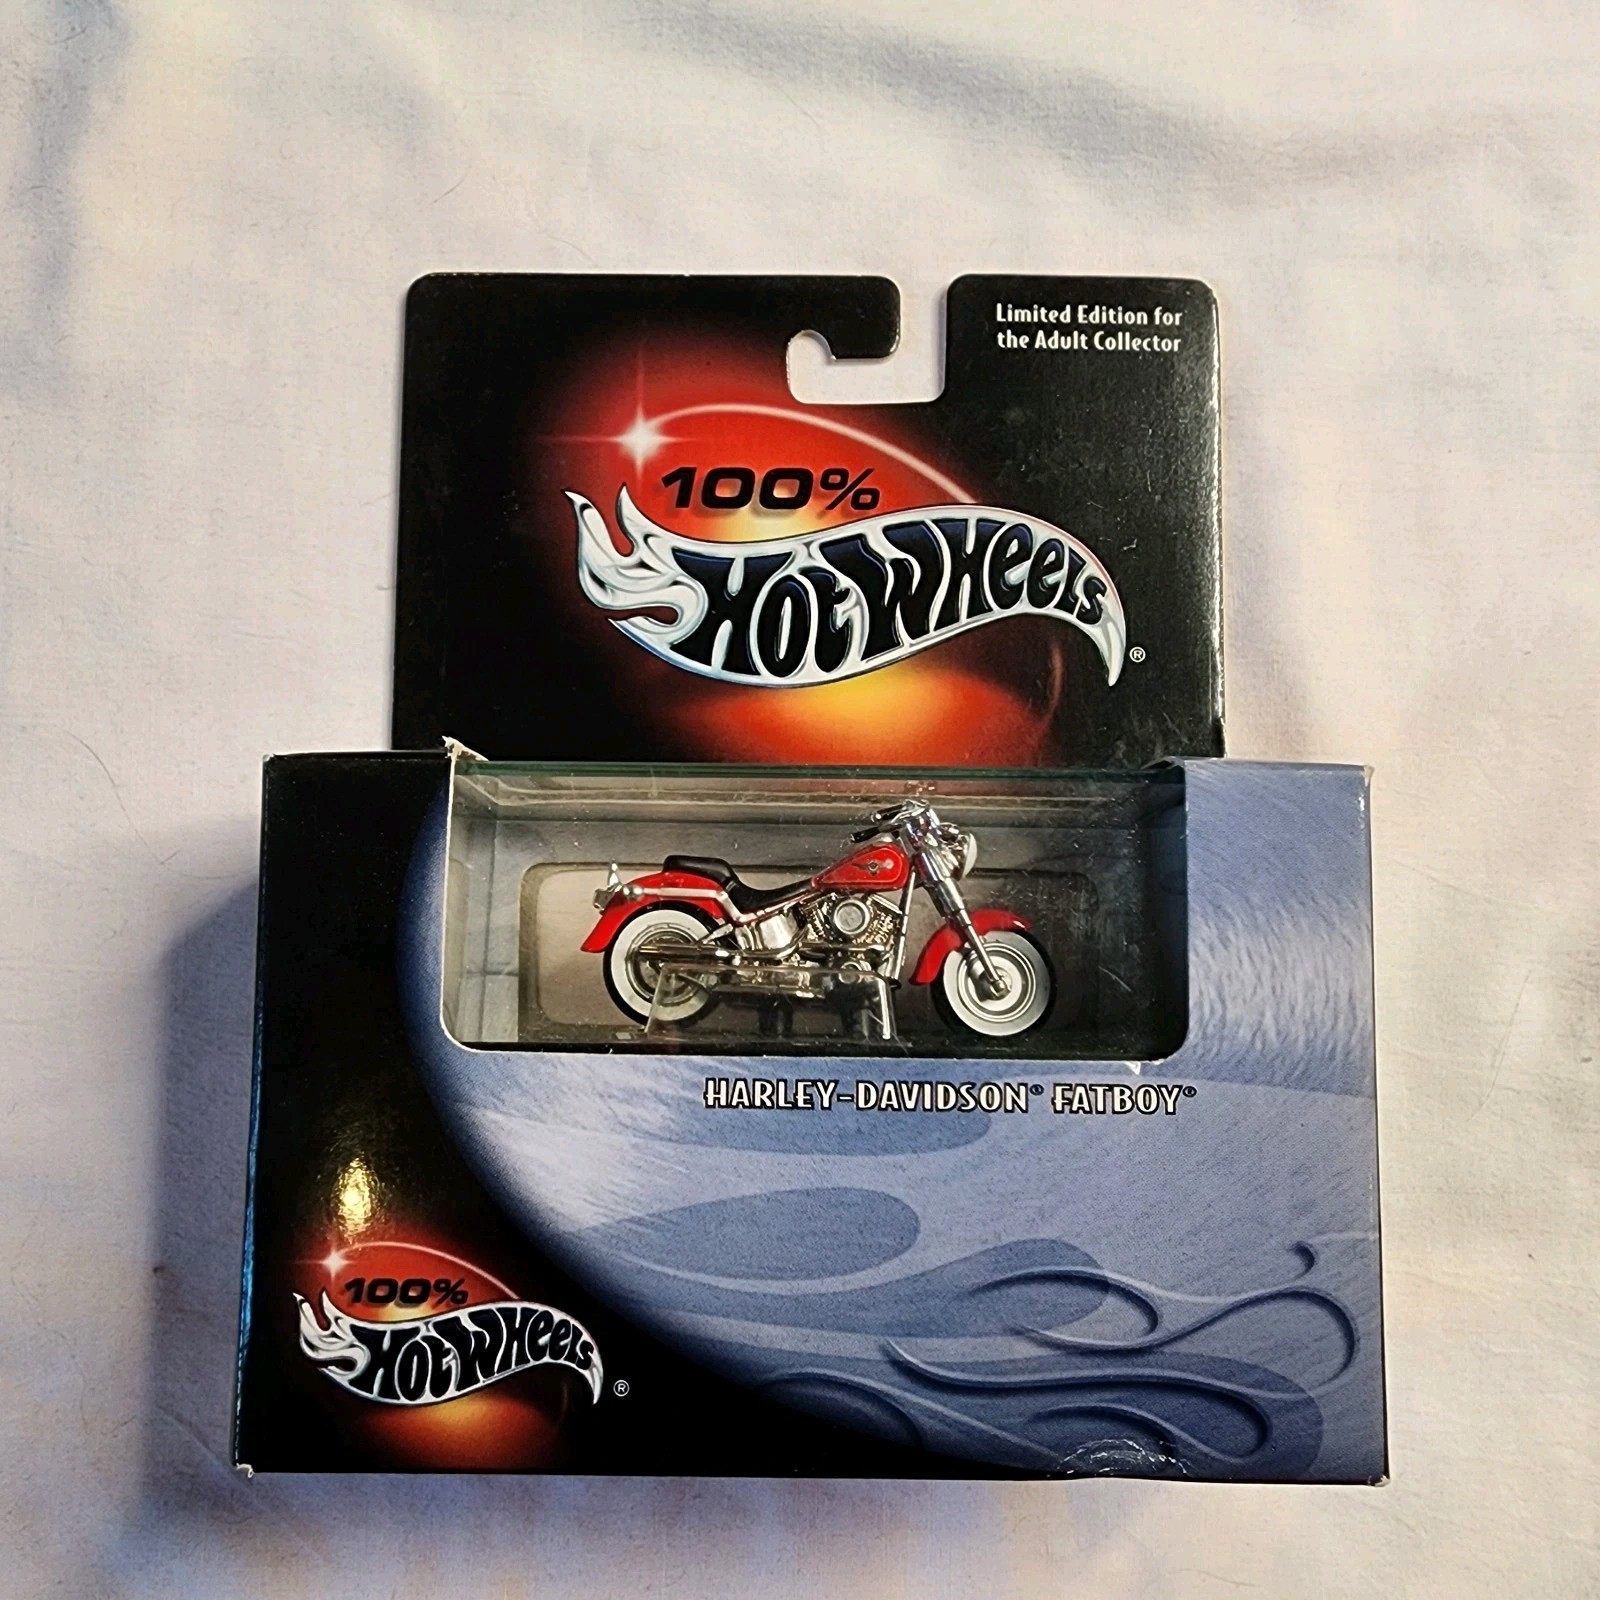 Limited Edition for
the Adult Collector
100%
Hot Wheels®
HARLEY-DAVIDSON® FATBOY®
100%
Hot Wheels®